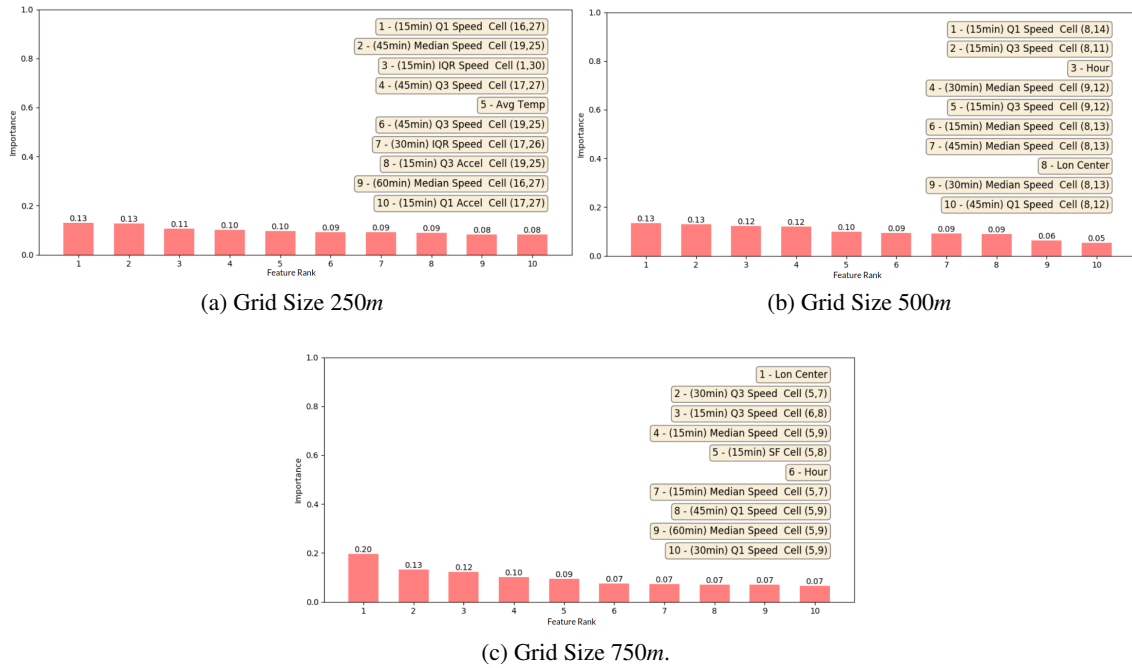 1.0
0.8
0.6
0.4
0.2
0.0
Importance
1 - (15min) Q1 Speed Cell (16,27)
2 - (45min) Median Speed Cell (19,25)
3 - (15min) IQR Speed Cell (1,30)
4 - (45min) Q3 Speed Cell (17,27)
5 - Avg Temp
6 - (45min) Q3 Speed Cell (19,25)
7 - (30min) IQR Speed Cell (17,26)
8 - (15min) Q3 Accel Cell (19,25)
9 - (60min) Median Speed Cell (16,27)
10 - (15min) Q1 Accel Cell (17,27)
0.13 0.13 0.11 0.10 0.10 0.09 0.09 0.09 0.08 0.08
1 2 3 4 5 6 7 8 9 10
Feature Rank
(a) Grid Size 250m
1.0
0.8
0.6
0.4
0.2
0.0
Importance
1 - (15min) Q1 Speed Cell (8,14)
2 - (15min) Q3 Speed Cell (8,11)
3 - Hour
4 - (30min) Median Speed Cell (9,12)
5 - (15min) Q3 Speed Cell (9,12)
6 - (15min) Median Speed Cell (8,13)
7 - (45min) Median Speed Cell (8,13)
8 - Lon Center
9 - (30min) Median Speed Cell (8,13)
10 - (45min) Q1 Speed Cell (8,12)
0.13 0.13 0.12 0.12 0.10 0.09 0.09 0.09 0.06 0.05
1 2 3 4 5 6 7 8 9 10
Feature Rank
(b) Grid Size 500m
1.0
0.8
0.6
0.4
0.2
0.0
Importance
1 - Lon Center
2 - (30min) Q3 Speed Cell (5,7)
3 - (15min) Q3 Speed Cell (6,8)
4 - (15min) Median Speed Cell (5,9)
5 - (15min) SF Cell (5,8)
6 - Hour
7 - (15min) Median Speed Cell (5,7)
8 - (45min) Q1 Speed Cell (5,9)
9 - (60min) Median Speed Cell (5,9)
10 - (30min) Q1 Speed Cell (5,9)
0.20 0.13 0.12 0.10 0.09 0.07 0.07 0.07 0.07 0.07
1 2 3 4 5 6 7 8 9 10
Feature Rank
(c) Grid Size 750m.